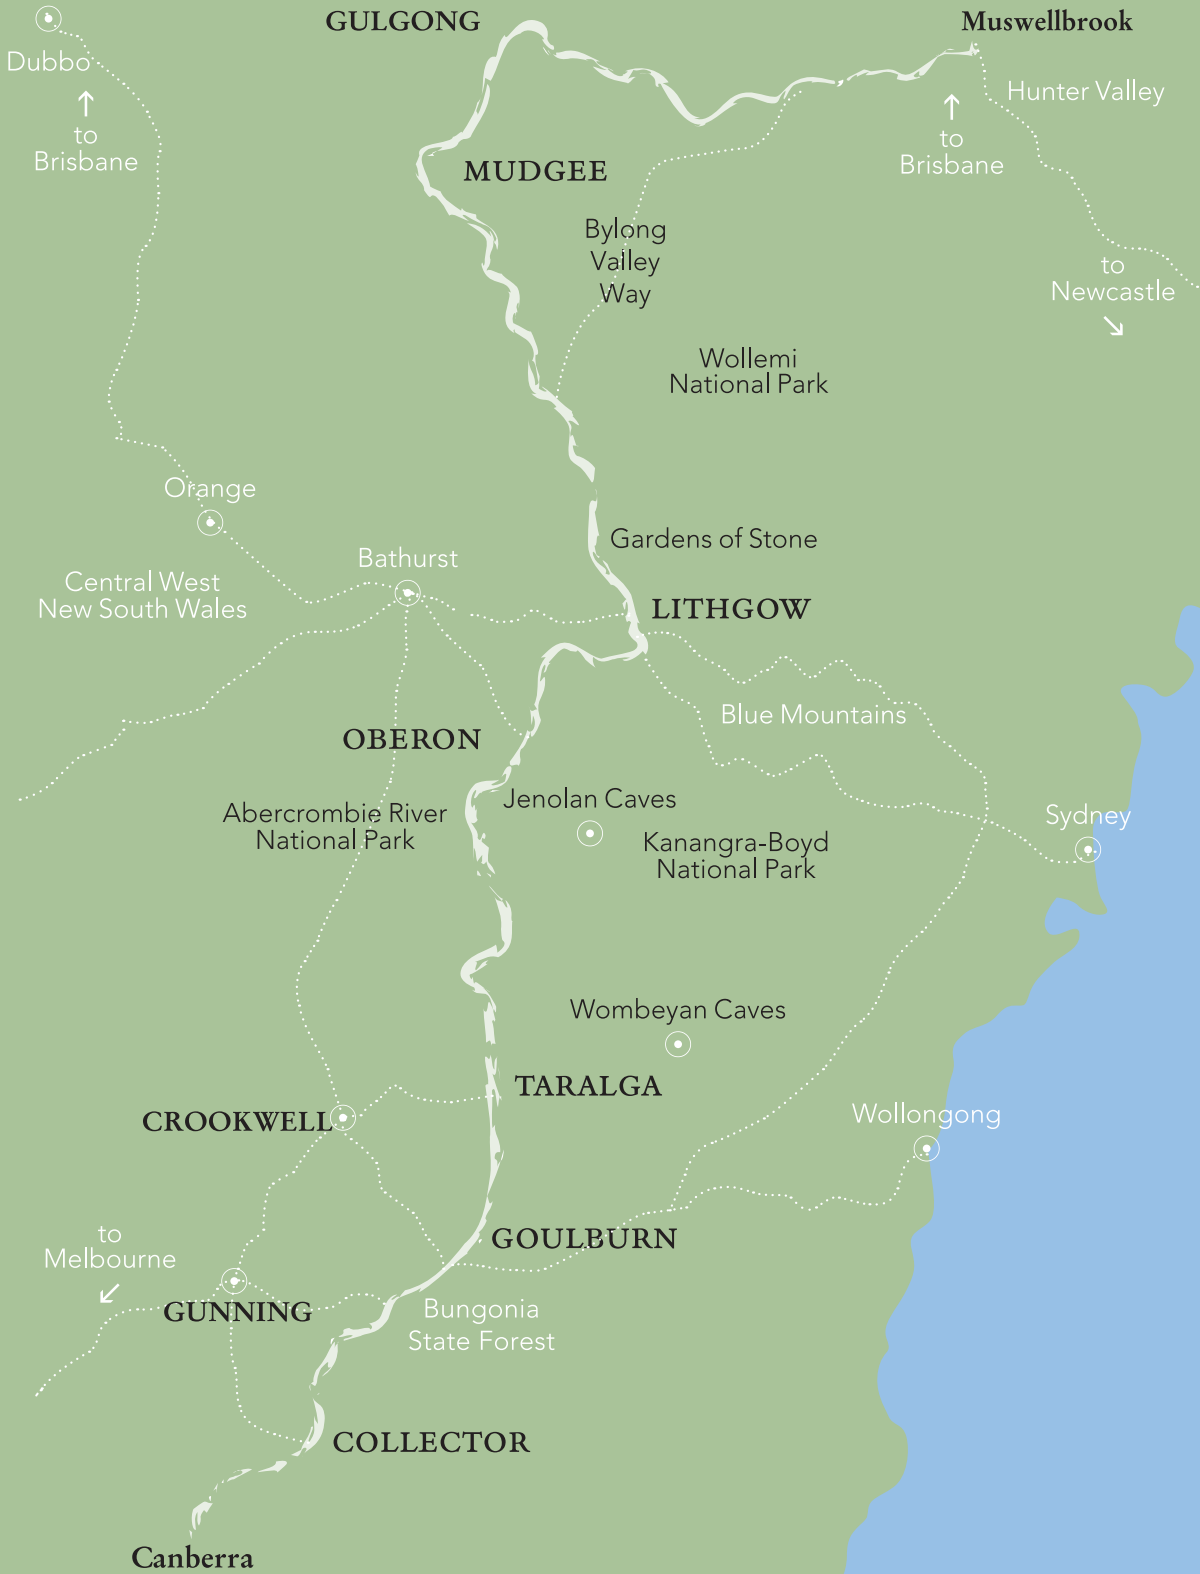 GULGONG
Muswellbrook
Dubbo
Hunter Valley
to
Brisbane
to
Brisbane
MUDGEE
Bylong
Valley
Way
to
Newcastle
Wollemi
National Park
Orange
Gardens of Stone
Bathurst
Central West
New South Wales
LITHGOW
Blue Mountains
OBERON
Jenolan Caves
Abercrombie River
National Park
Sydney
Kanangra-Boyd
National Park
Wombeyan Caves
TARALGA
CROOKWELL
Wollongong
to
Melbourne
GOULBURN
GUNNING
Bungonia
State Forest
COLLECTOR
Canberra